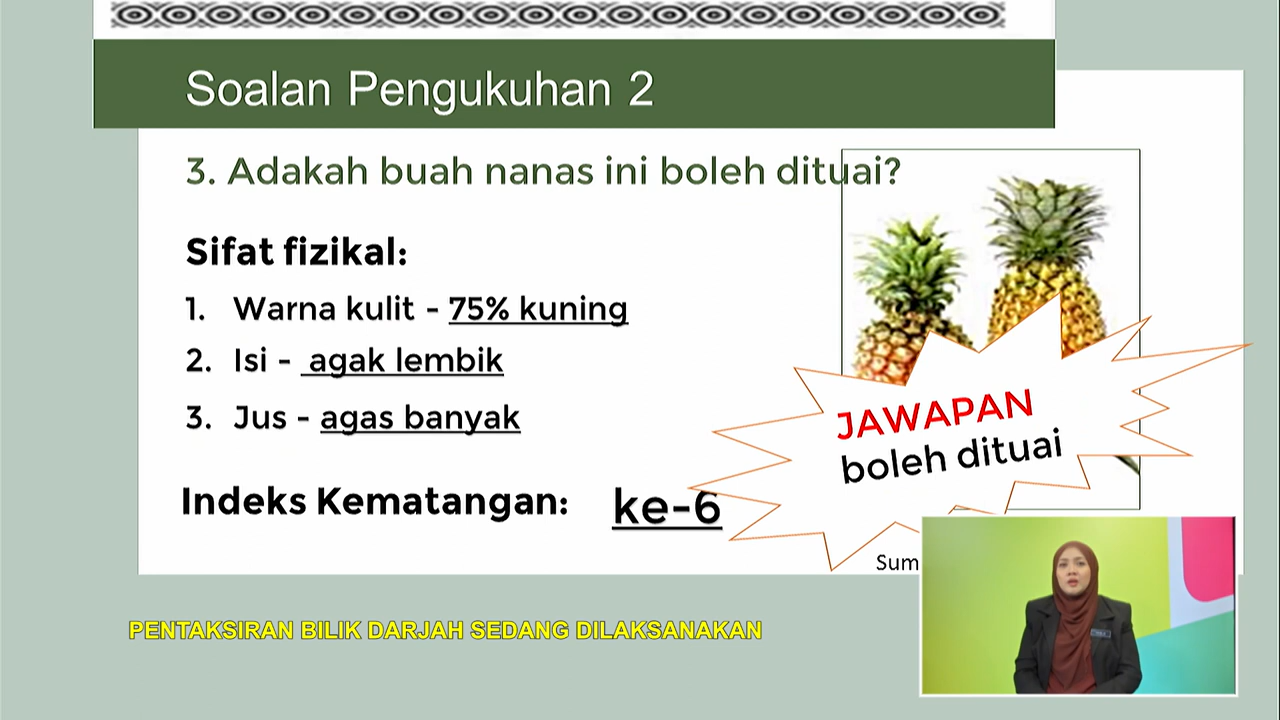 Soalan Pengukuhan 2
3. Adakah buah nanas ini boleh dituai?
Sifat fizikal:
1. Warna kulit - 75% kuning
2. Isi - agak lembik
3. Jus - agas banyak
Indeks Kematangan: ke-6
JAWAPAN
boleh dituai
Sum
PENTAKSIRAN BILIK DARJAH SEDANG DILAKSANAKAN